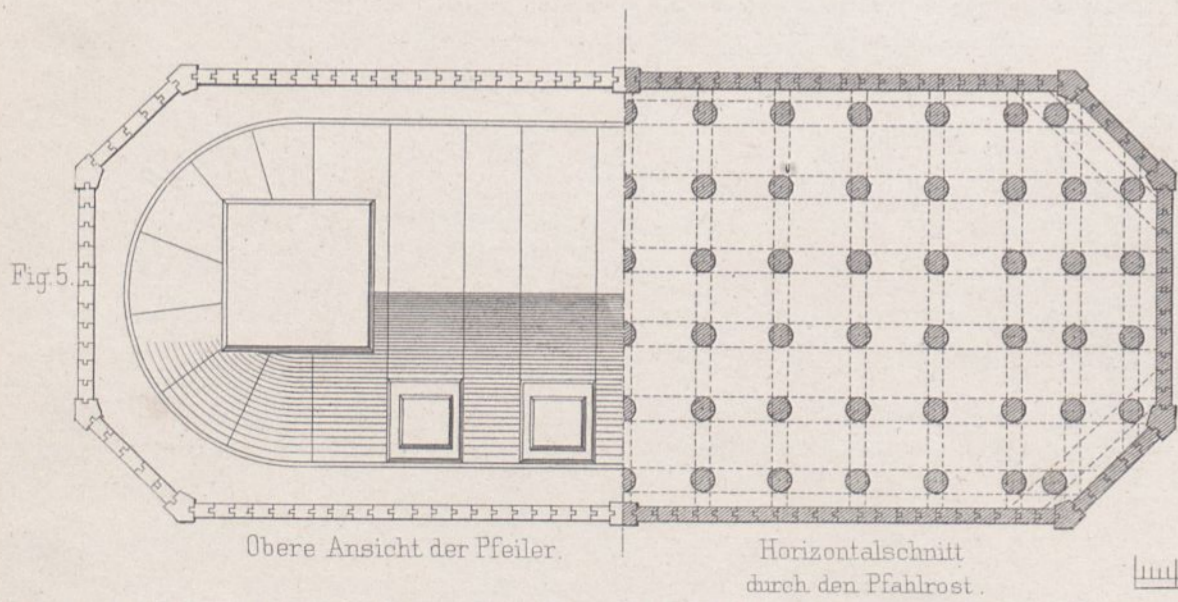 Fig. 5.
Obere Ansicht der Pfeiler.
Horizontalschnitt
durch den Pfahlrost.